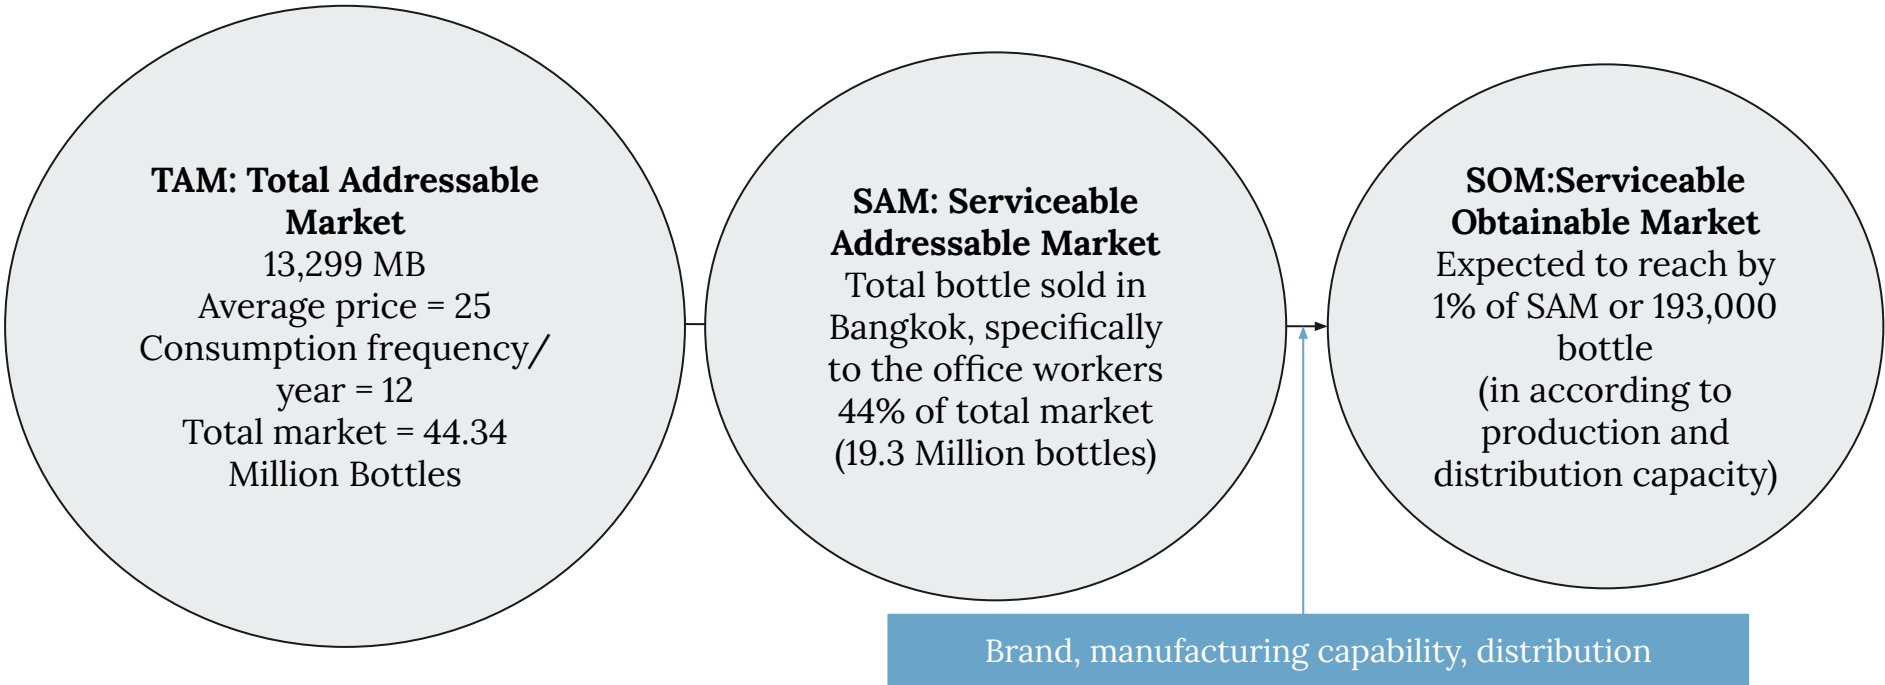 TAM: Total Addressable
Market
13,299 MB
Average price = 25
Consumption frequency/
year = 12
Total market = 44.34
Million Bottles
SAM: Serviceable
Addressable Market
Total bottle sold in
Bangkok, specifically
to the office workers
44% of total market
(19.3 Million bottles)
SOM:Serviceable
Obtainable Market
Expected to reach by
1% of SAM or 193,000
bottle
(in according to
production and
distribution capacity)
Brand, manufacturing capability, distribution